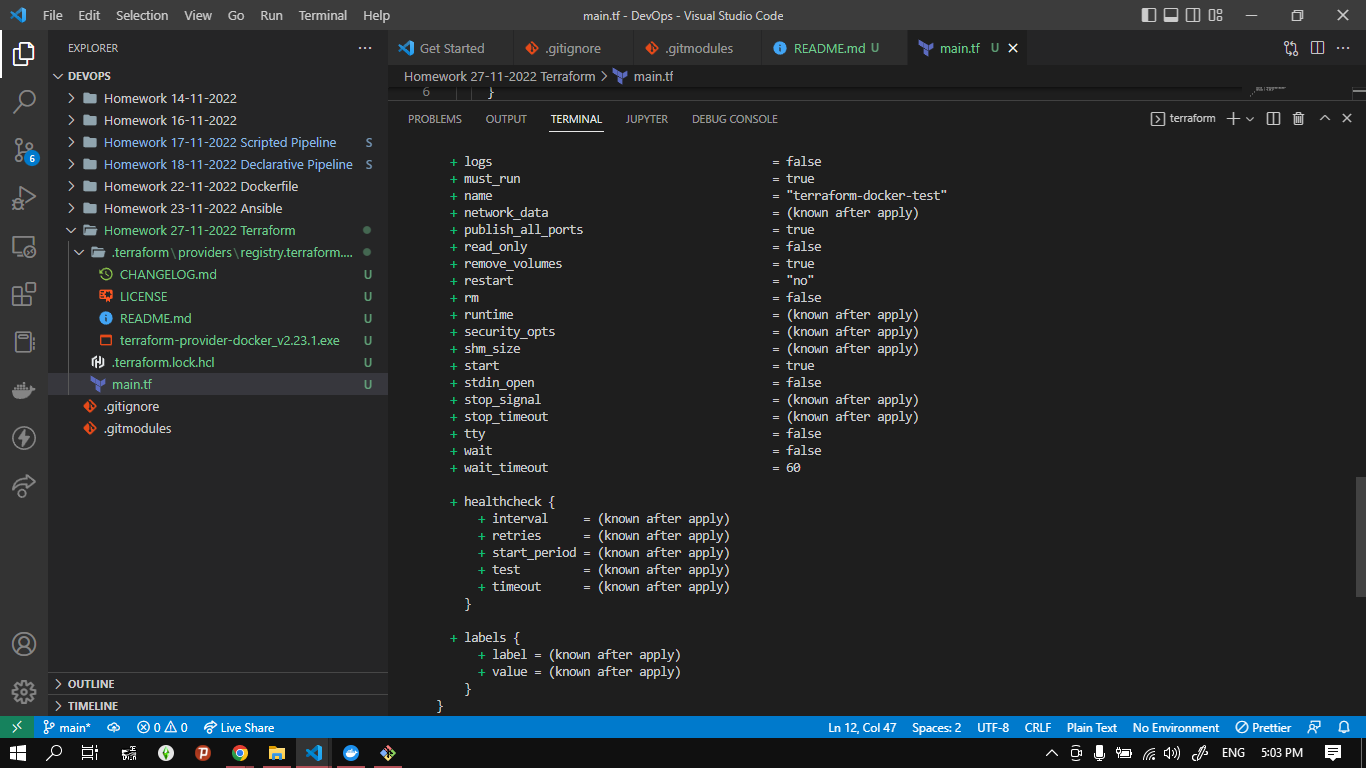 File Edit Selection View Go Run Terminal Help
main.tf - DevOps - Visual Studio Code
EXPLORER
DEVOPS
Homework 14-11-2022
Homework 16-11-2022
Homework 17-11-2022 Scripted Pipeline S
Homework 18-11-2022 Declarative Pipeline S
Homework 22-11-2022 Dockerfile
Homework 23-11-2022 Ansible
Homework 27-11-2022 Terraform
.terraform\providers\registry.terraform....
CHANGELOG.md U
LICENSE U
README.md U
terraform-provider-docker_v2.23.1.exe U
.terraform.lock.hcl U
main.tf U
.gitignore
.gitmodules
OUTLINE
TIMELINE
6
Get Started .gitignore .gitmodules README.md U main.tf U
Homework 27-11-2022 Terraform > main.tf
6 }
PROBLEMS OUTPUT TERMINAL JUPYTER DEBUG CONSOLE
terraform
+ logs = false
+ must_run = true
+ name = "terraform-docker-test"
+ network_data = (known after apply)
+ publish_all_ports = true
+ read_only = false
+ remove_volumes = true
+ restart = "no"
+ rm = false
+ runtime = (known after apply)
+ security_opts = (known after apply)
+ shm_size = (known after apply)
+ start = true
+ stdin_open = false
+ stop_signal = (known after apply)
+ stop_timeout = (known after apply)
+ tty = false
+ wait = false
+ wait_timeout = 60
+ healthcheck {
+ interval = (known after apply)
+ retries = (known after apply)
+ start_period = (known after apply)
+ test = (known after apply)
+ timeout = (known after apply)
}
+ labels {
+ label = (known after apply)
+ value = (known after apply)
}
}
main* 0 0 Live Share
Ln 12, Col 47 Spaces: 2 UTF-8 CRLF Plain Text No Environment Prettier
ENG 5:03 PM